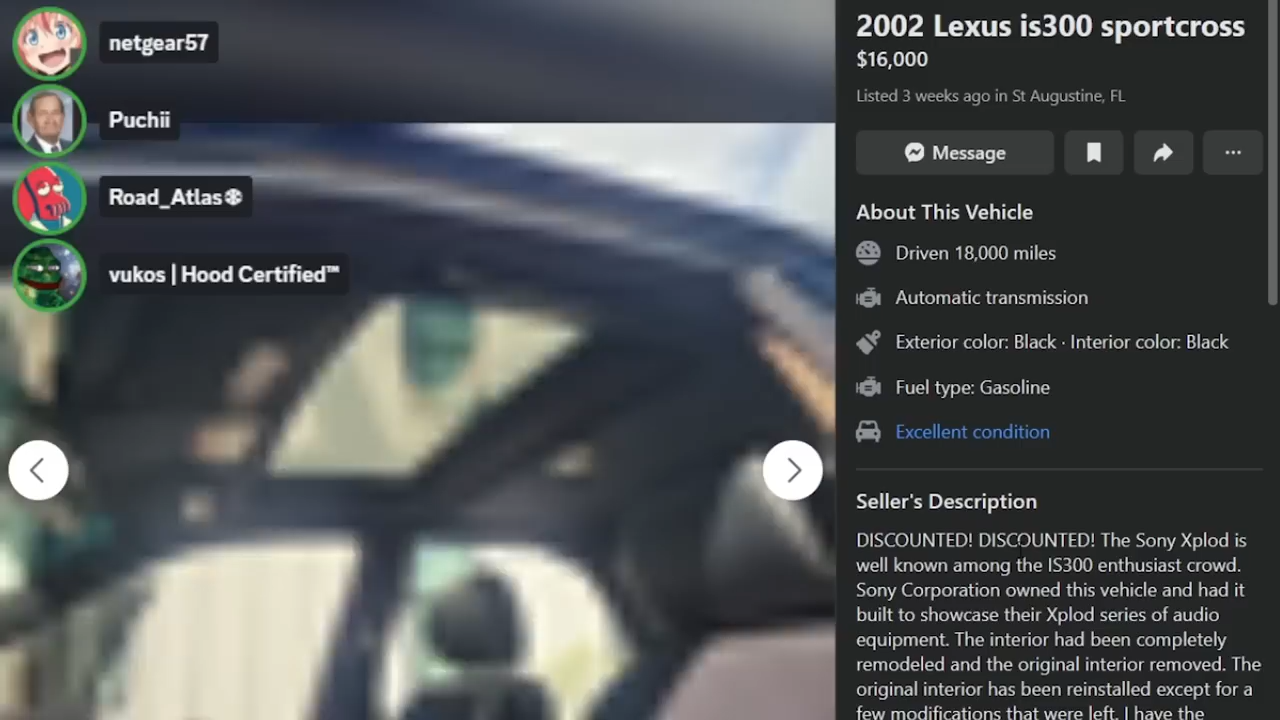 netgear57
Puchii
Road_Atlas
vukos | Hood Certified™
2002 Lexus is300 sportcross
$16,000
Listed 3 weeks ago in St Augustine, FL
Message
About This Vehicle
Driven 18,000 miles
Automatic transmission
Exterior color: Black · Interior color: Black
Fuel type: Gasoline
Excellent condition
Seller's Description
DISCOUNTED! DISCOUNTED! The Sony Xplod is
well known among the IS300 enthusiast crowd.
Sony Corporation owned this vehicle and had it
built to showcase their Xplod series of audio
equipment. The interior had been completely
remodeled and the original interior removed. The
original interior has been reinstalled except for a
few modifications that were left. I have the